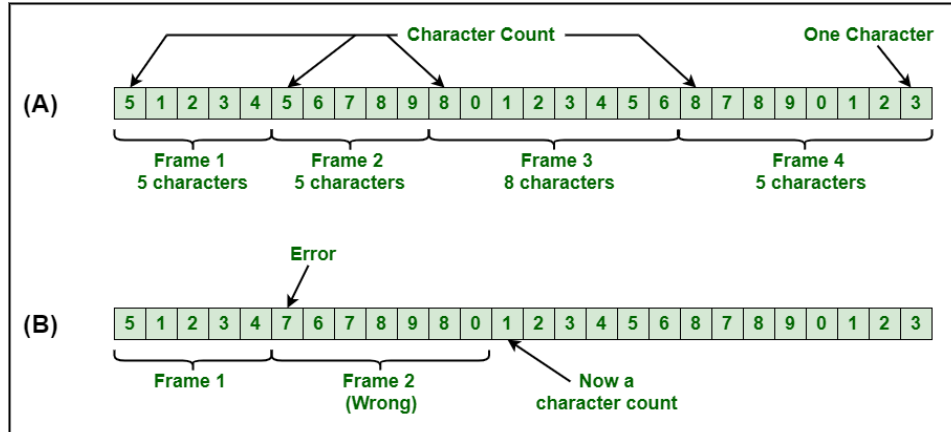 Character Count
One Character
(A)
5 1 2 3 4 5 6 7 8 9 8 0 1 2 3 4 5 6 8 7 8 9 0 1 2 3
Frame 1
5 characters
Frame 2
5 characters
Frame 3
8 characters
Frame 4
5 characters
Error
(B)
5 1 2 3 4 7 6 7 8 9 8 0 1 2 3 4 5 6 8 7 8 9 0 1 2 3
Frame 1
Frame 2
(Wrong)
Now a
character count